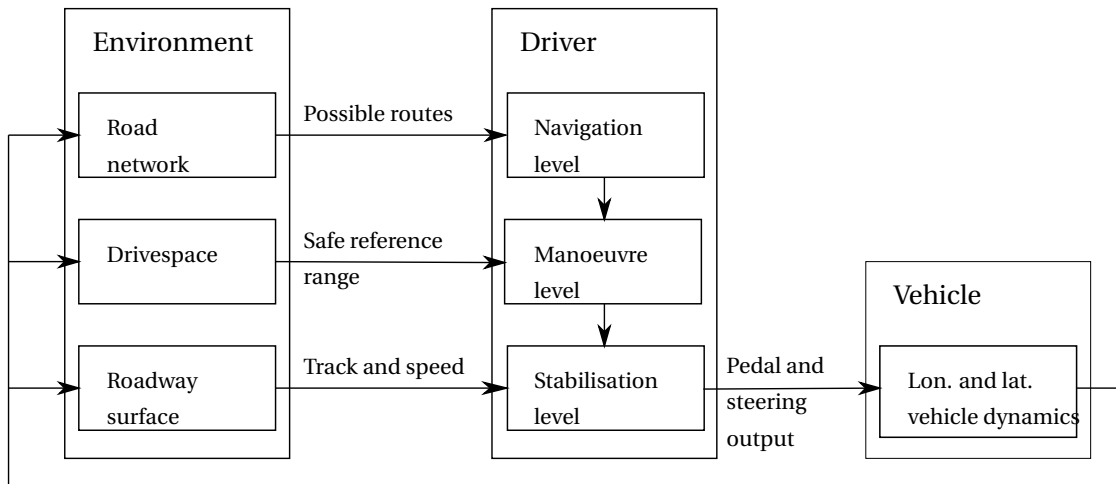 Environment
Road
network
Drivespace
Roadway
surface
Possible routes
Safe reference
range
Track and speed
Driver
Navigation
level
Manoeuvre
level
Stabilisation
level
Pedal and
steering
output
Vehicle
Lon. and lat.
vehicle dynamics